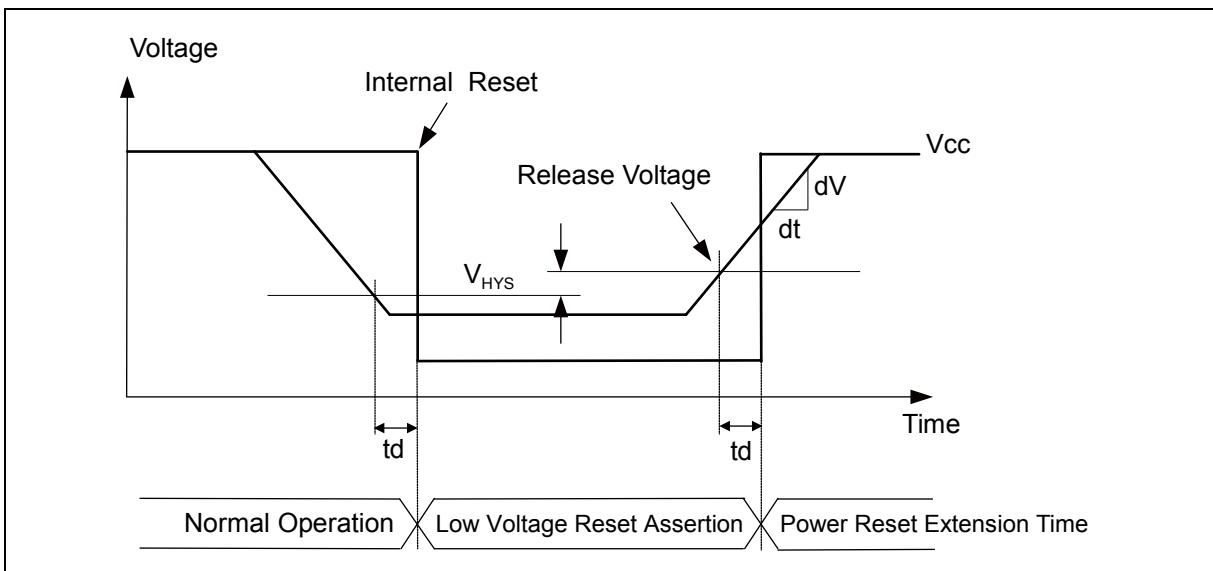 Voltage
Internal Reset
Vcc
Release Voltage
dV
dt
VHYS
Time
td
td
Normal Operation
Low Voltage Reset Assertion
Power Reset Extension Time